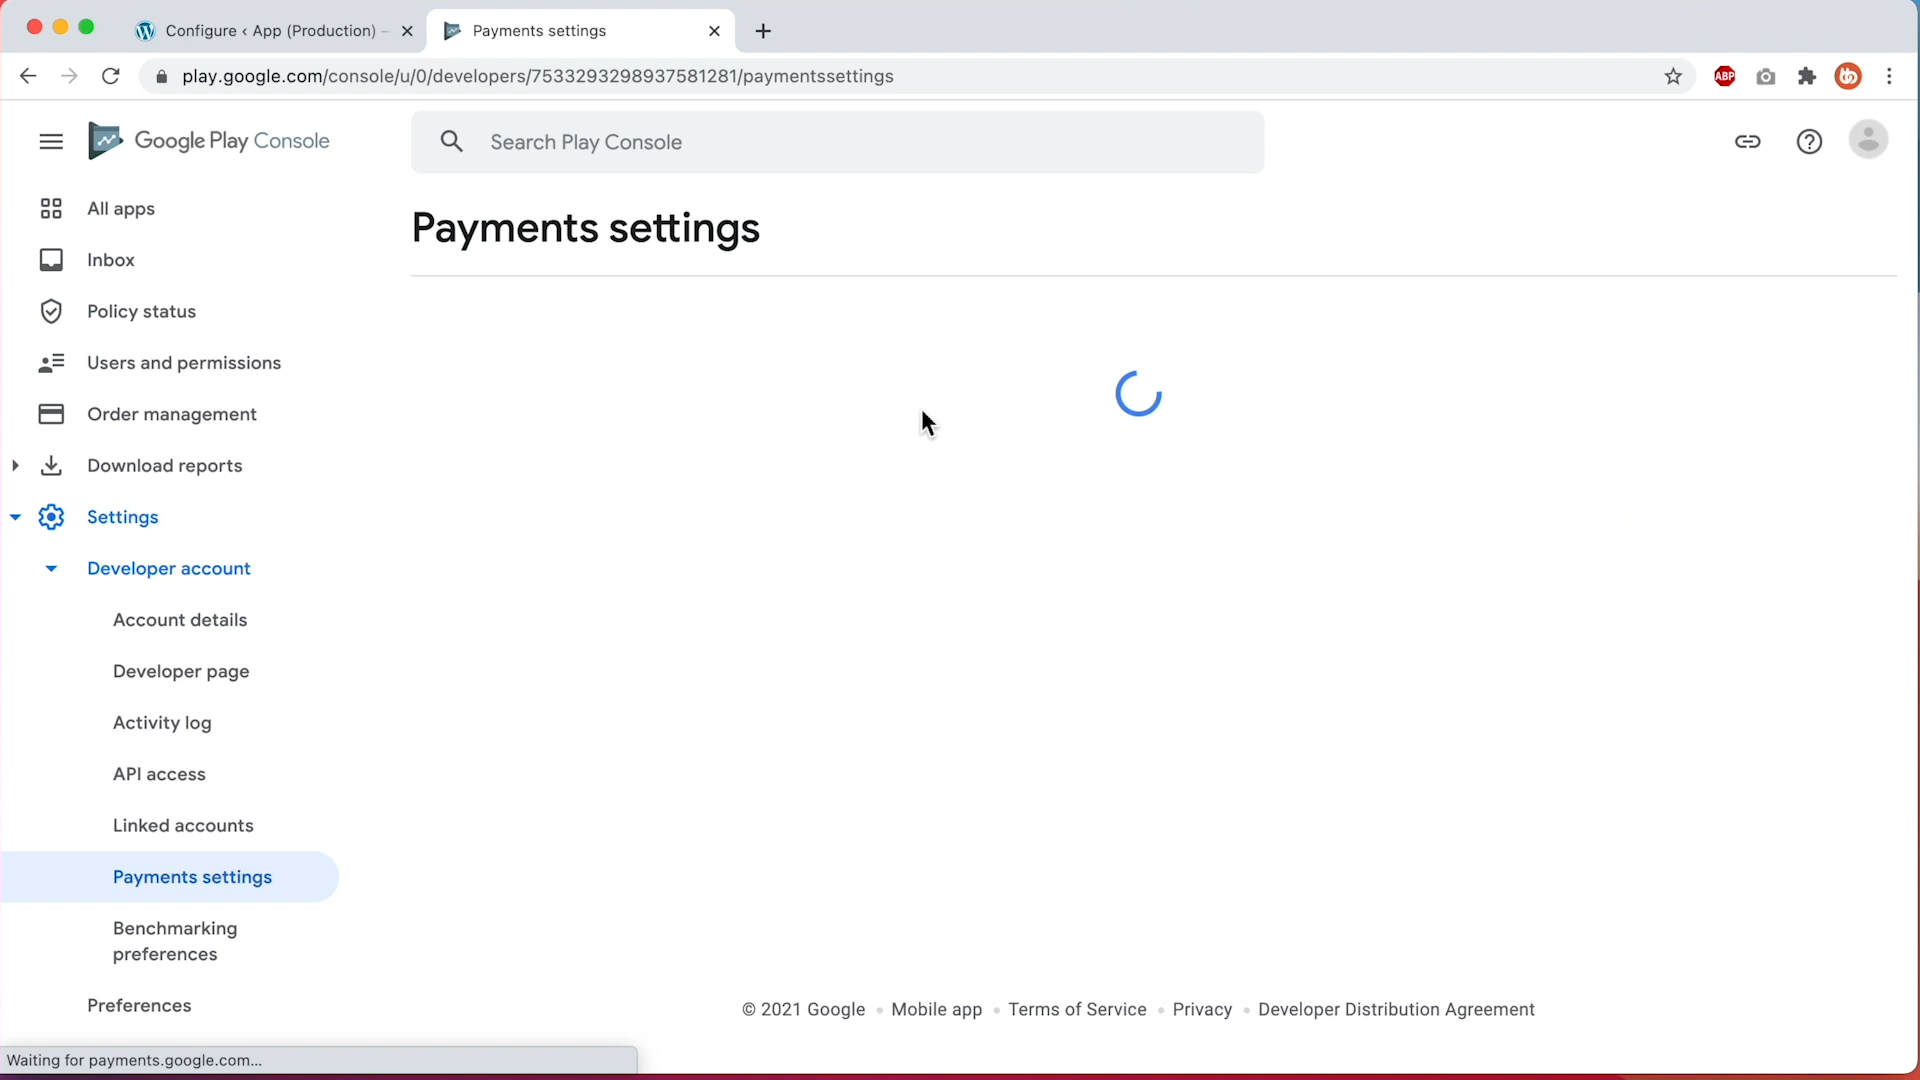 Configure ‹ App (Production) –
Payments settings
play.google.com/console/u/0/developers/7533293298937581281/paymentssettings
ABP
Google Play Console
Search Play Console
All apps
Inbox
Policy status
Users and permissions
Order management
Download reports
Settings
Developer account
Account details
Developer page
Activity log
API access
Linked accounts
Payments settings
Benchmarking
preferences
Preferences
Payments settings
© 2021 Google • Mobile app • Terms of Service • Privacy • Developer Distribution Agreement
Waiting for payments.google.com...